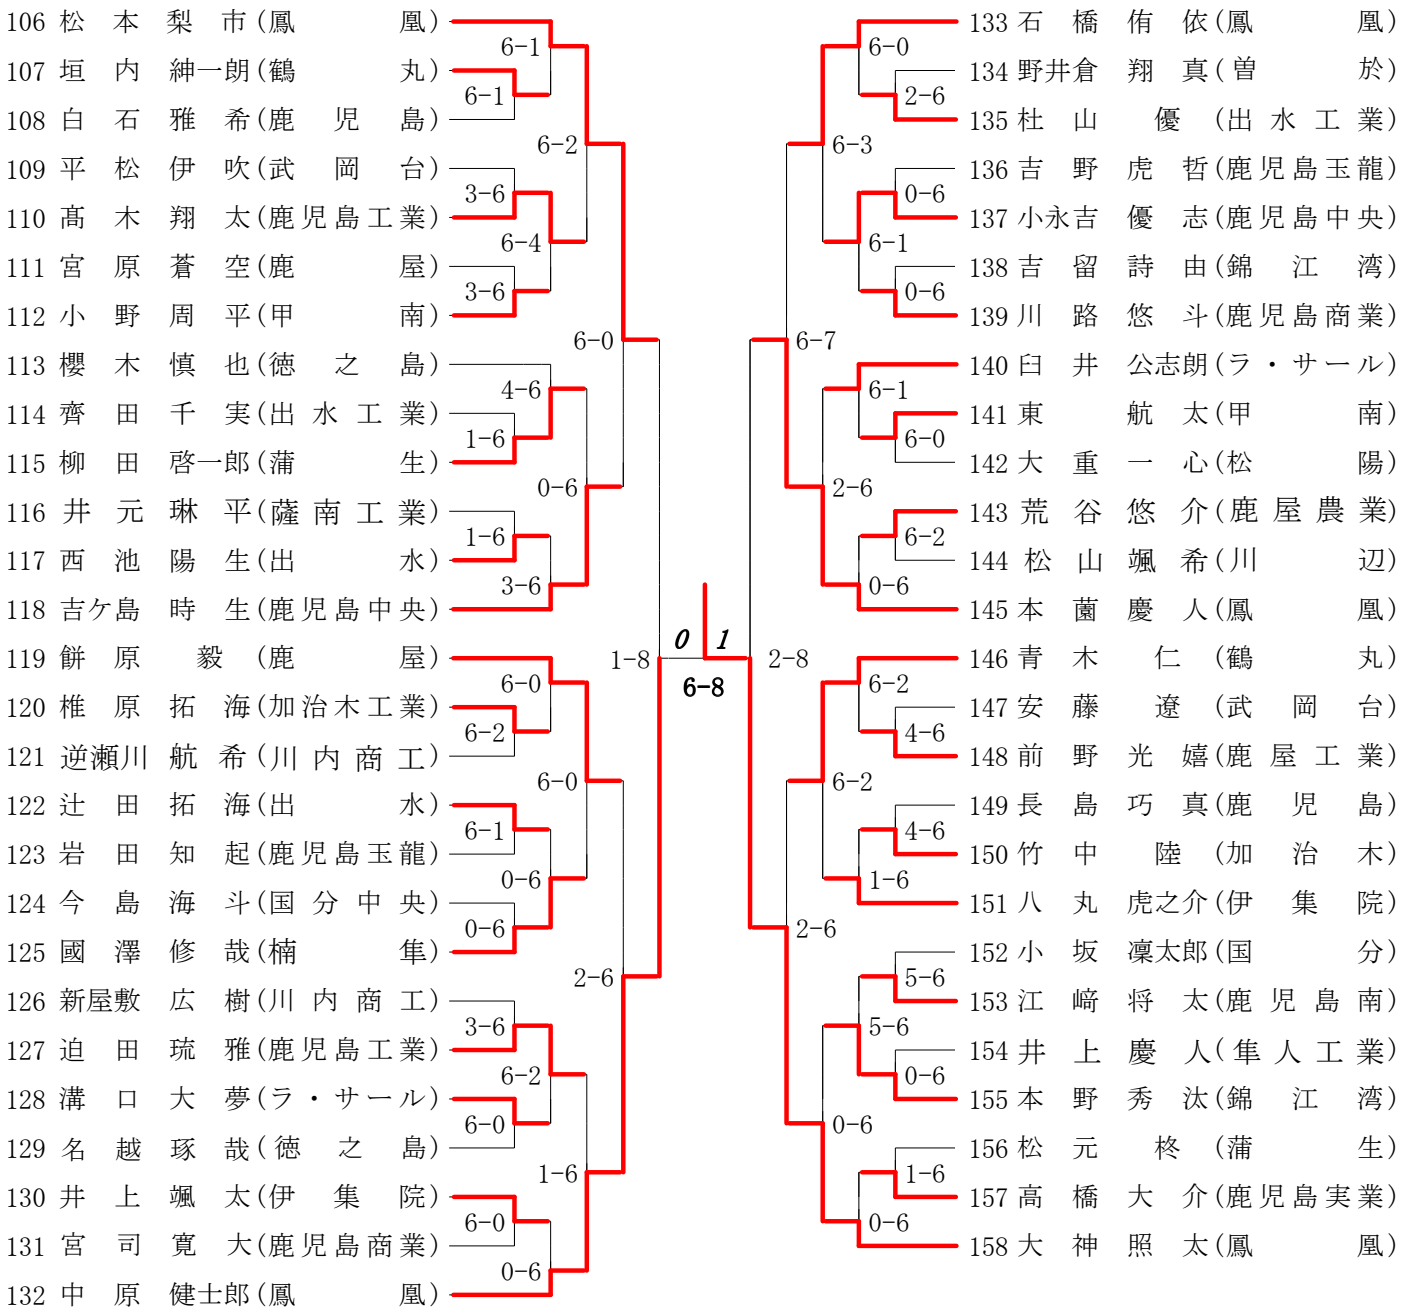 106 松本 梨市(鳳凰)
6-1
107 垣内 紳一朗(鶴丸)
6-1
108 白石 雅希(鹿児島)
6-2
109 平松 伊吹(武岡台)
3-6
110 髙木 翔太(鹿児島工業)
6-4
111 宮原 蒼空(鹿屋)
3-6
112 小野 周平(甲南)
6-0
113 櫻木 慎也(徳之島)
4-6
114 齊田 千実(出水工業)
1-6
115 柳田 啓一郎(蒲生)
0-6
116 井元 琳平(薩南工業)
1-6
117 西池 陽生(出水)
3-6
118 吉ケ島 時生(鹿児島中央)
1-8
119 餅原 毅(鹿屋)
6-0
120 椎原 拓海(加治木工業)
6-2
121 逆瀬川 航希(川内商工)
6-0
122 辻田 拓海(出水)
6-1
123 岩田 知起(鹿児島玉龍)
0-6
124 今島 海斗(国分中央)
0-6
125 國澤 修哉(楠隼)
2-6
126 新屋敷 広樹(川内商工)
3-6
127 迫田 琉雅(鹿児島工業)
6-2
128 溝口 大夢(ラ・サール)
6-0
129 名越 琢哉(徳之島)
1-6
130 井上 颯太(伊集院)
6-0
131 宮司 寛大(鹿児島商業)
0-6
132 中原 健士郎(鳳凰)
0 1
6-8
133 石橋 侑依(鳳凰)
6-0
134 野井倉 翔真(曽於)
2-6
135 杜山 優(出水工業)
6-3
136 吉野 虎哲(鹿児島玉龍)
0-6
137 小永吉 優志(鹿児島中央)
6-1
138 吉留 詩由(錦江湾)
0-6
139 川路 悠斗(鹿児島商業)
6-7
140 臼井 公志朗(ラ・サール)
6-1
141 東 航太(甲南)
6-0
142 大重 一心(松陽)
2-6
143 荒谷 悠介(鹿屋農業)
6-2
144 松山 颯希(川辺)
0-6
145 本薗 慶人(鳳凰)
2-8
146 青木 仁(鶴丸)
6-2
147 安藤 遼(武岡台)
4-6
148 前野 光嬉(鹿屋工業)
6-2
149 長島 巧真(鹿児島)
4-6
150 竹中 陸(加治木)
1-6
151 八丸 虎之介(伊集院)
2-6
152 小坂 凜太郎(国分)
5-6
153 江﨑 将太(鹿児島南)
5-6
154 井上 慶人(隼人工業)
0-6
155 本野 秀汰(錦江湾)
0-6
156 松元 柊(蒲生)
1-6
157 高橋 大介(鹿児島実業)
0-6
158 大神 照太(鳳凰)